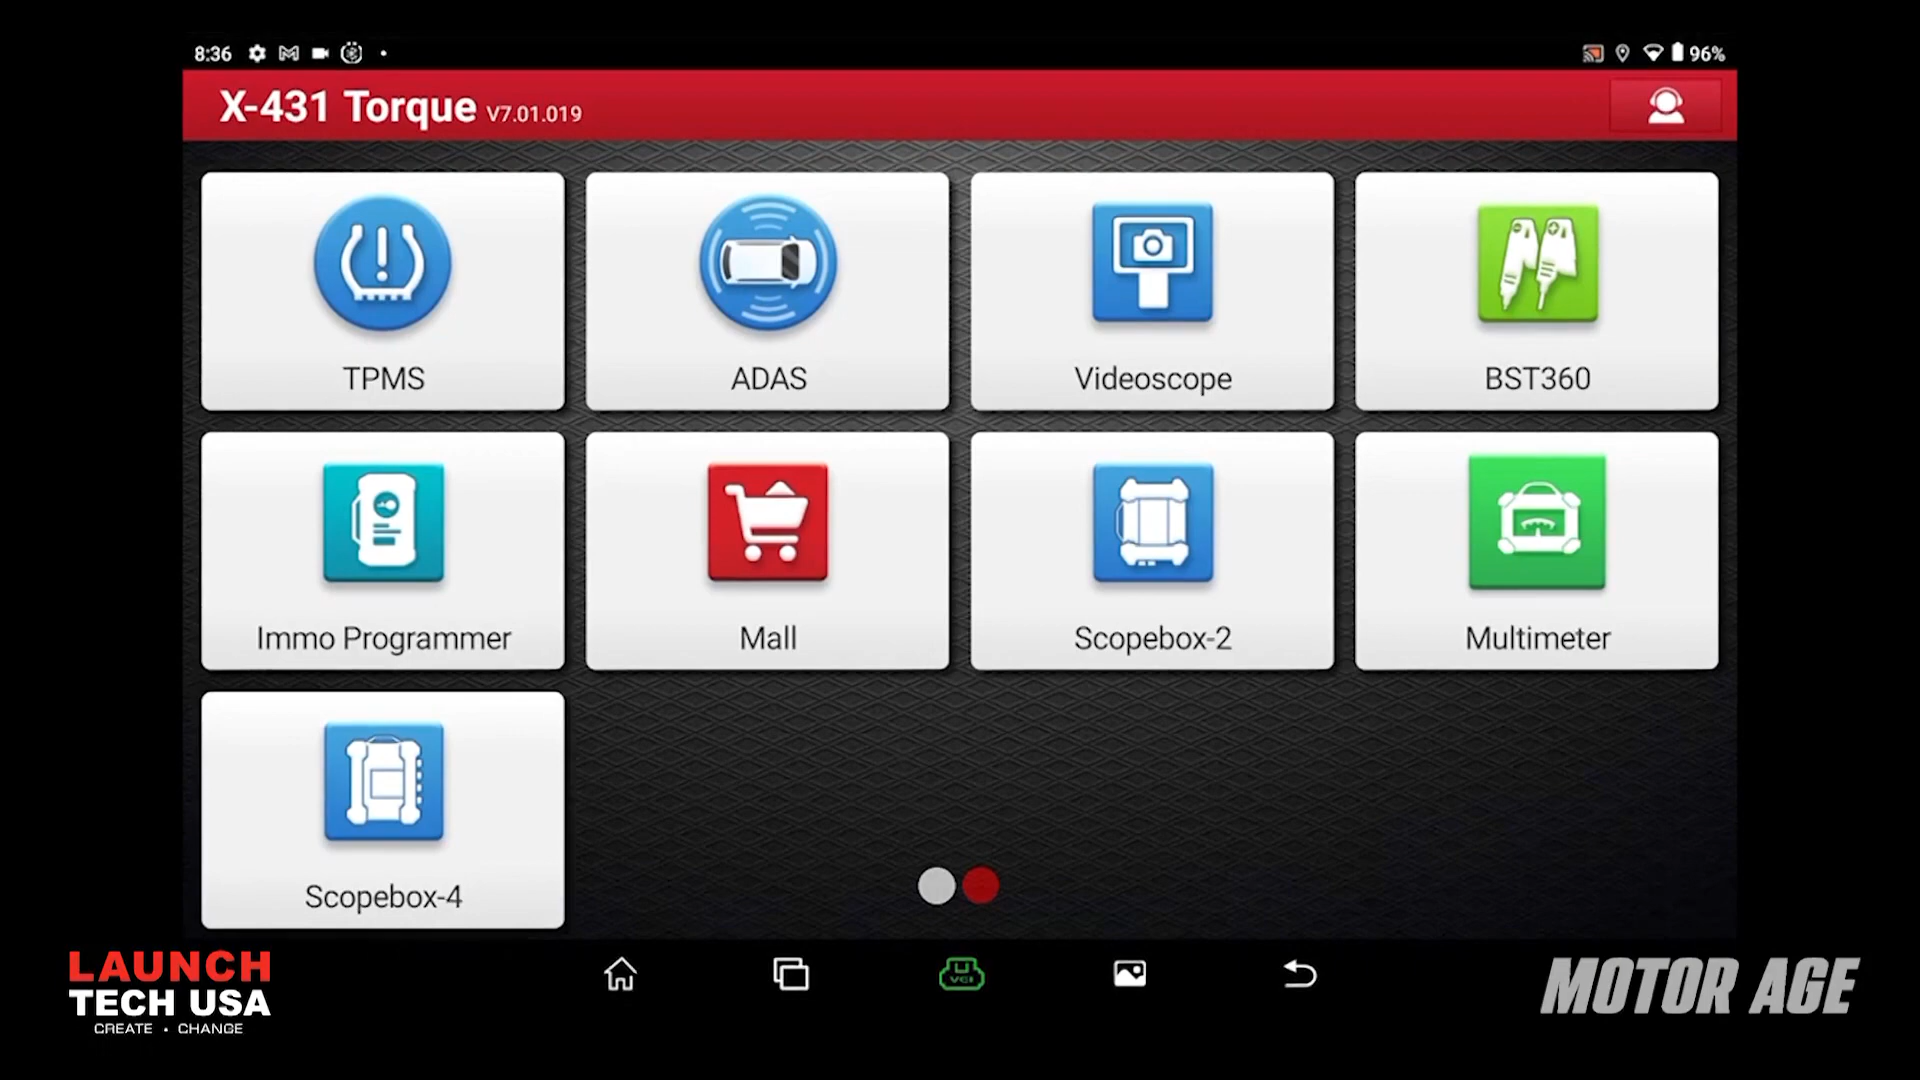 8:36
96%
X-431 Torque V7.01.019
TPMS
ADAS
Videoscope
BST360
Immo Programmer
Mall
Scopebox-2
Multimeter
Scopebox-4
U
VCI
LAUNCH
TECH USA
CREATE • CHANGE
MOTOR AGE